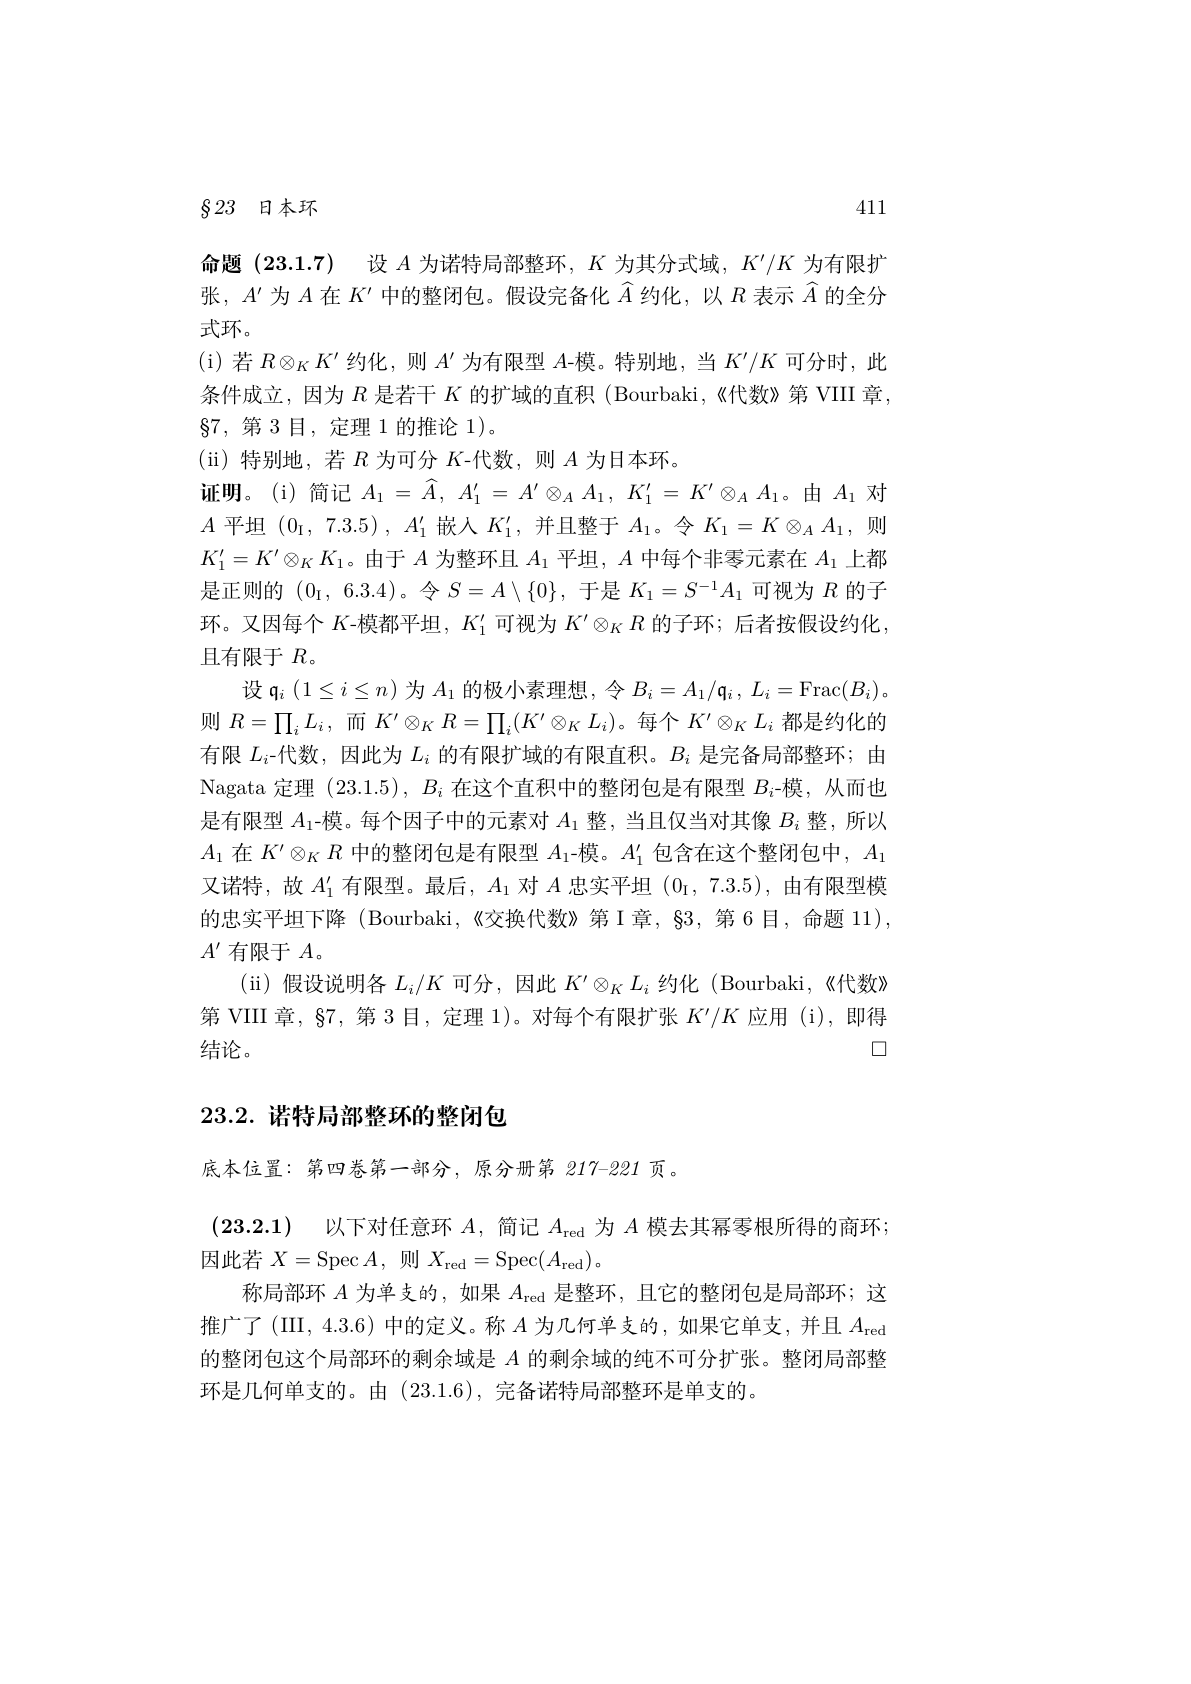 §23 日本环 411
命题（23.1.7） 设 A 为诺特局部整环，K 为其分式域，K′/K 为有限扩
张，A′ 为 A 在 K′ 中的整闭包。假设完备化 Â 约化，以 R 表示 Â 的全分
式环。
(i) 若 R⊗_K K′ 约化，则 A′ 为有限型 A-模。特别地，当 K′/K 可分时，此
条件成立，因为 R 是若干 K 的扩域的直积（Bourbaki，《代数》第 VIII 章，
§7，第 3 目，定理 1 的推论 1）。
(ii) 特别地，若 R 为可分 K-代数，则 A 为日本环。
证明。(i) 简记 A₁ = Â，A′₁ = A′ ⊗_A A₁，K′₁ = K′ ⊗_A A₁。由 A₁ 对
A 平坦（0_I，7.3.5），A′₁ 嵌入 K′₁，并且整于 A₁。令 K₁ = K ⊗_A A₁，则
K′₁ = K′ ⊗_K K₁。由于 A 为整环且 A₁ 平坦，A 中每个非零元素在 A₁ 上都
是正则的（0_I，6.3.4）。令 S = A \ {0}，于是 K₁ = S⁻¹A₁ 可视为 R 的子
环。又因每个 K-模都平坦，K′₁ 可视为 K′ ⊗_K R 的子环；后者按假设约化，
且有限于 R。
设 𝔮_i (1 ≤ i ≤ n) 为 A₁ 的极小素理想，令 B_i = A₁/𝔮_i，L_i = Frac(B_i)。
则 R = ∏_i L_i，而 K′ ⊗_K R = ∏_i(K′ ⊗_K L_i)。每个 K′ ⊗_K L_i 都是约化的
有限 L_i-代数，因此为 L_i 的有限扩域的有限直积。B_i 是完备局部整环；由
Nagata 定理（23.1.5），B_i 在这个直积中的整闭包是有限型 B_i-模，从而也
是有限型 A₁-模。每个因子中的元素对 A₁ 整，当且仅当对其像 B_i 整，所以
A₁ 在 K′ ⊗_K R 中的整闭包是有限型 A₁-模。A′₁ 包含在这个整闭包中，A₁
又诺特，故 A′₁ 有限型。最后，A₁ 对 A 忠实平坦（0_I，7.3.5），由有限型模
的忠实平坦下降（Bourbaki，《交换代数》第 I 章，§3，第 6 目，命题 11），
A′ 有限于 A。
(ii) 假设说明各 L_i/K 可分，因此 K′ ⊗_K L_i 约化（Bourbaki，《代数》
第 VIII 章，§7，第 3 目，定理 1）。对每个有限扩张 K′/K 应用 (i)，即得
结论。 □
23.2. 诺特局部整环的整闭包
底本位置：第四卷第一部分，原分册第 217–221 页。
（23.2.1） 以下对任意环 A，简记 A_red 为 A 模去其幂零根所得的商环；
因此若 X = Spec A，则 X_red = Spec(A_red)。
称局部环 A 为单支的，如果 A_red 是整环，且它的整闭包是局部环；这
推广了 (III, 4.3.6) 中的定义。称 A 为几何单支的，如果它单支，并且 A_red
的整闭包这个局部环的剩余域是 A 的剩余域的纯不可分扩张。整闭局部整
环是几何单支的。由（23.1.6），完备诺特局部整环是单支的。